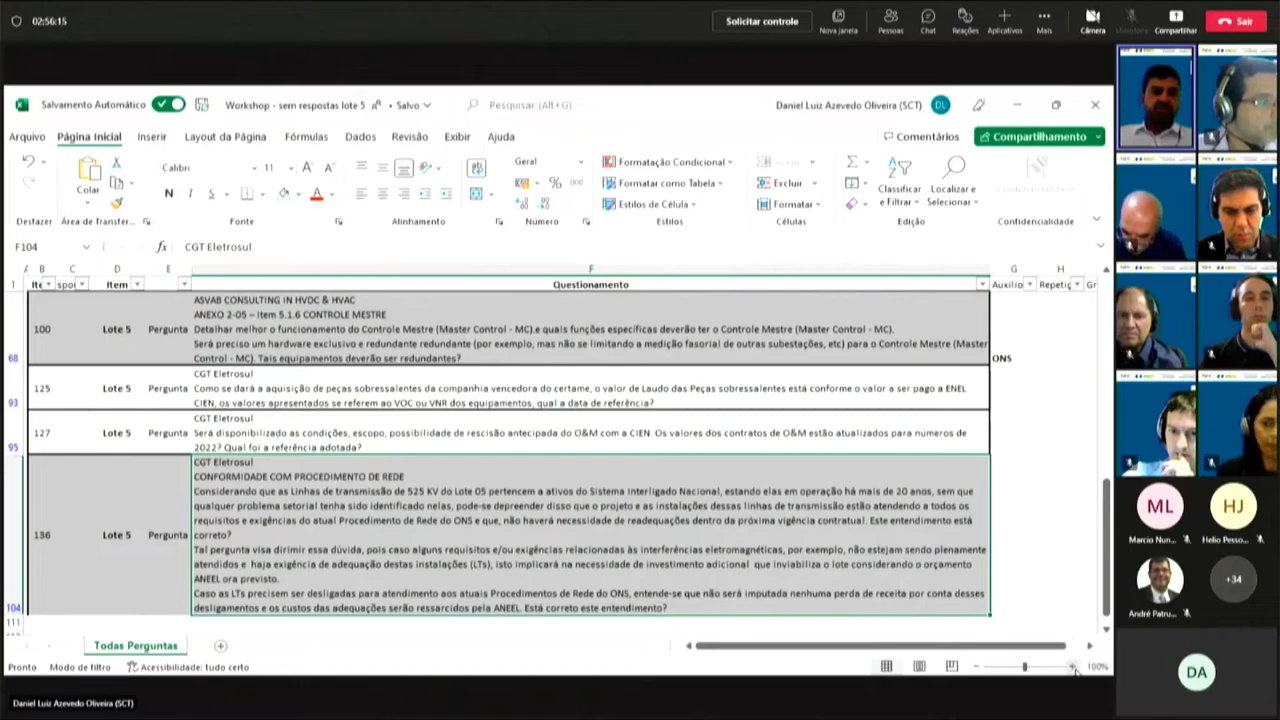 02:56:15
Solicitar controle
Nova janela
Pessoas
Chat
Reações
Aplicativos
Mais
Câmera
Compartilhar
Sair
Salvamento Automático
Workshop - sem respostas lote 5
• Salvo
Pesquisar (Alt+G)
Daniel Luiz Azevedo Oliveira (SCT)
DL
Arquivo
Página Inicial
Inserir
Layout da Página
Fórmulas
Dados
Revisão
Exibir
Ajuda
Comentários
Compartilhamento
Colar
Calibri
11
N I S
Geral
% 000
Formatação Condicional
Formatar como Tabela
Estilos de Célula
Excluir
Formatar
Classificar
e Filtrar
Localizar e
Selecionar
Desfazer
Área de Transfer...
Fonte
Alinhamento
Número
Estilos
Células
Edição
Confidencialidade
F104
fx
CGT Eletrosul
B C D E F G H
1
Item
Questionamento
Auxilio
Repetiç
Gr
ASVAB CONSULTING IN HVDC & HVAC
ANEXO 2-05 – Item 5.1.6 CONTROLE MESTRE
100 Lote 5 Pergunta Detalhar melhor o funcionamento do Controle Mestre (Master Control - MC).e quais funções específicas deverão ter o Controle Mestre (Master Control - MC).
Será preciso um hardware exclusivo e redundante redundante (por exemplo, mas não se limitando a medição fasorial de outras subestações, etc) para o Controle Mestre (Master
68 Control - MC). Tais equipamentos deverão ser redundantes? ONS
CGT Eletrosul
125 Lote 5 Pergunta Como se dará a aquisição de peças sobressalentes da companhia vencedora do certame, o valor de Laudo das Peças sobressalentes está conforme o valor a ser pago a ENEL
93 CIEN, os valores apresentados se referem ao VOC ou VNR dos equipamentos, qual a data de referência?
CGT Eletrosul
127 Lote 5 Pergunta Será disponibilizado as condições, escopo, possibilidade de rescisão antecipada do O&M com a CIEN. Os valores dos contratos de O&M estão atualizados para numeros de
95 2022? Qual foi a referência adotada?
CGT Eletrosul
CONFORMIDADE COM PROCEDIMENTO DE REDE
Considerando que as Linhas de transmissão de 525 KV do Lote 05 pertencem a ativos do Sistema Interligado Nacional, estando elas em operação há mais de 20 anos, sem que
qualquer problema setorial tenha sido identificado nelas, pode-se depreender disso que o projeto e as instalações dessas linhas de transmissão estão atendendo a todos os
requisitos e exigências do atual Procedimento de Rede do ONS e que, não haverá necessidade de readequações dentro da próxima vigência contratual. Este entendimento está
136 Lote 5 Pergunta correto?
Tal pergunta visa dirimir essa dúvida, pois caso alguns requisitos e/ou exigências relacionadas às interferências eletromagnéticas, por exemplo, não estejam sendo plenamente
atendidos e haja exigência de adequação destas instalações (LTs), isto implicará na necessidade de investimento adicional que inviabiliza o lote considerando o orçamento
ANEEL ora previsto.
Caso as LTs precisem ser desligadas para atendimento aos atuais Procedimentos de Rede do ONS, entende-se que não será imputada nenhuma perda de receita por conta desses
104 desligamentos e os custos das adequações serão ressarcidos pela ANEEL. Está correto este entendimento?
111
Todas Perguntas
Pronto
Modo de filtro
Acessibilidade: tudo certo
100%
ML
Marcio Nun...
HJ
Helio Pesso...
André Patru...
+34
DA
Daniel Luiz Azevedo Oliveira (SCT)